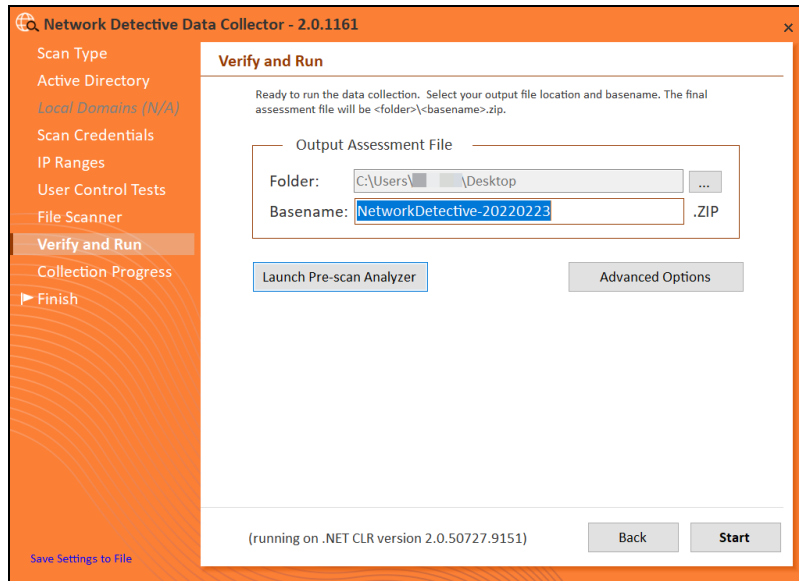 Network Detective Data Collector - 2.0.1161
Scan Type
Active Directory
Local Domains (N/A)
Scan Credentials
IP Ranges
User Control Tests
File Scanner
Verify and Run
Collection Progress
Finish
Save Settings to File
Verify and Run
Ready to run the data collection. Select your output file location and basename. The final
assessment file will be <folder>\<basename>.zip.
Output Assessment File
Folder: C:\Users\ \Desktop ...
Basename: NetworkDetective-20220223 .ZIP
Launch Pre-scan Analyzer Advanced Options
(running on .NET CLR version 2.0.50727.9151) Back Start